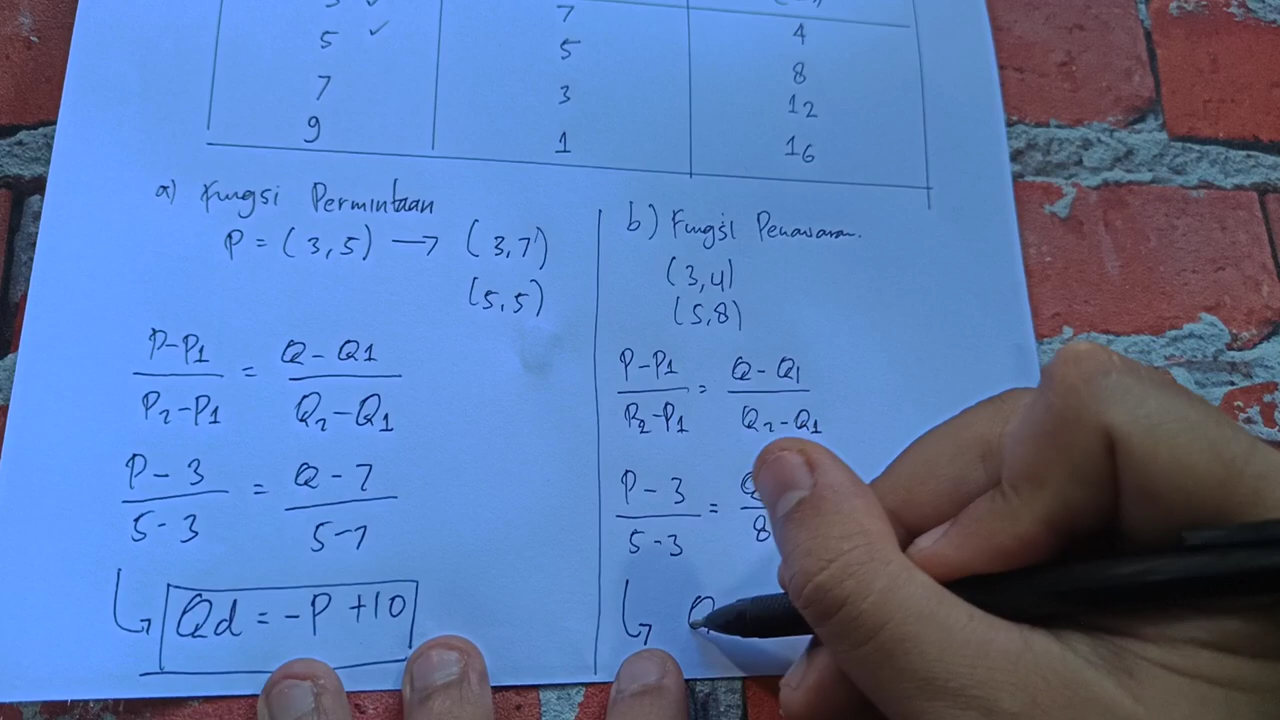 7
5 ✓ 5 4
7 3 8
12
9 1 16
a) Fungsi Permintaan
P = (3,5) → (3,7)
(5,5)
P-P1 / P2-P1 = Q-Q1 / Q2-Q1
P-3 / 5-3 = Q-7 / 5-7
↳ Qd = -P +10
b) Fungsi Penawaran.
(3,4)
(5,8)
P-P1 / P2-P1 = Q-Q1 / Q2-Q1
P-3 / 5-3 = Q / 8
↳ Q